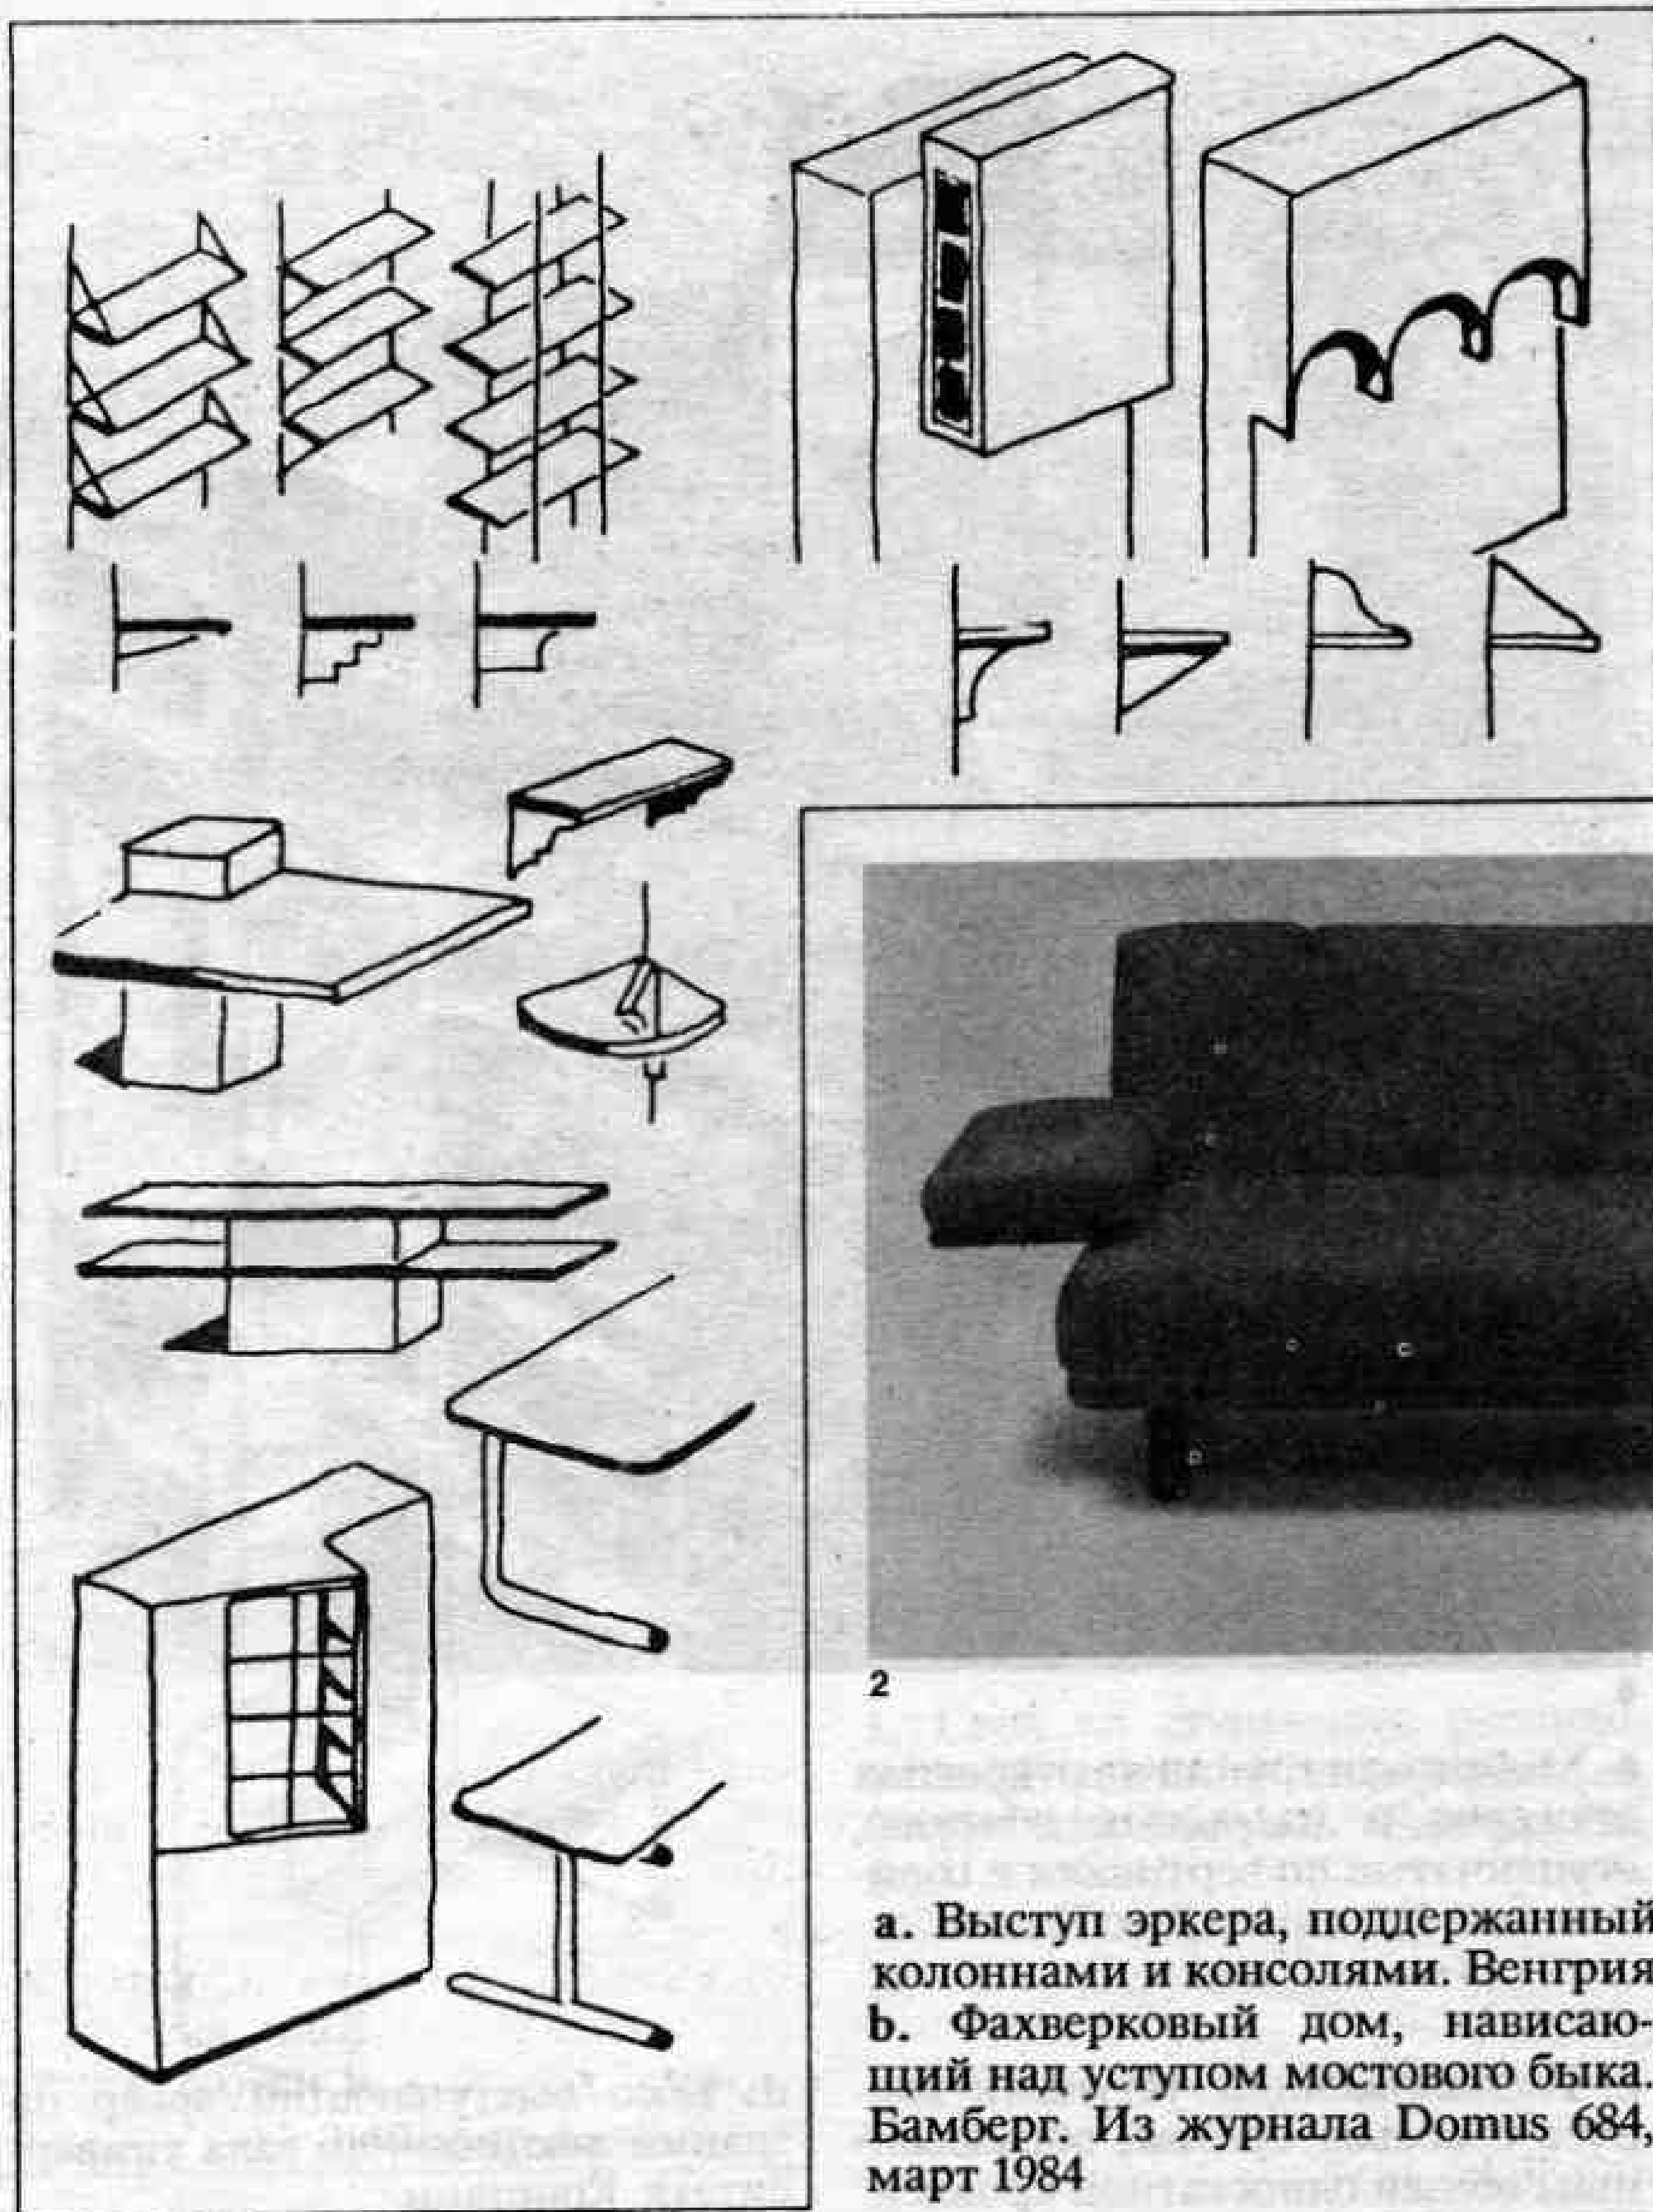 2
a. Выступ эркера, поддержанный
колоннами и консолями. Венгрия
b. Фахверковый дом, нависаю-
щий над уступом мостового быка.
Бамберг. Из журнала Domus 684,
март 1984